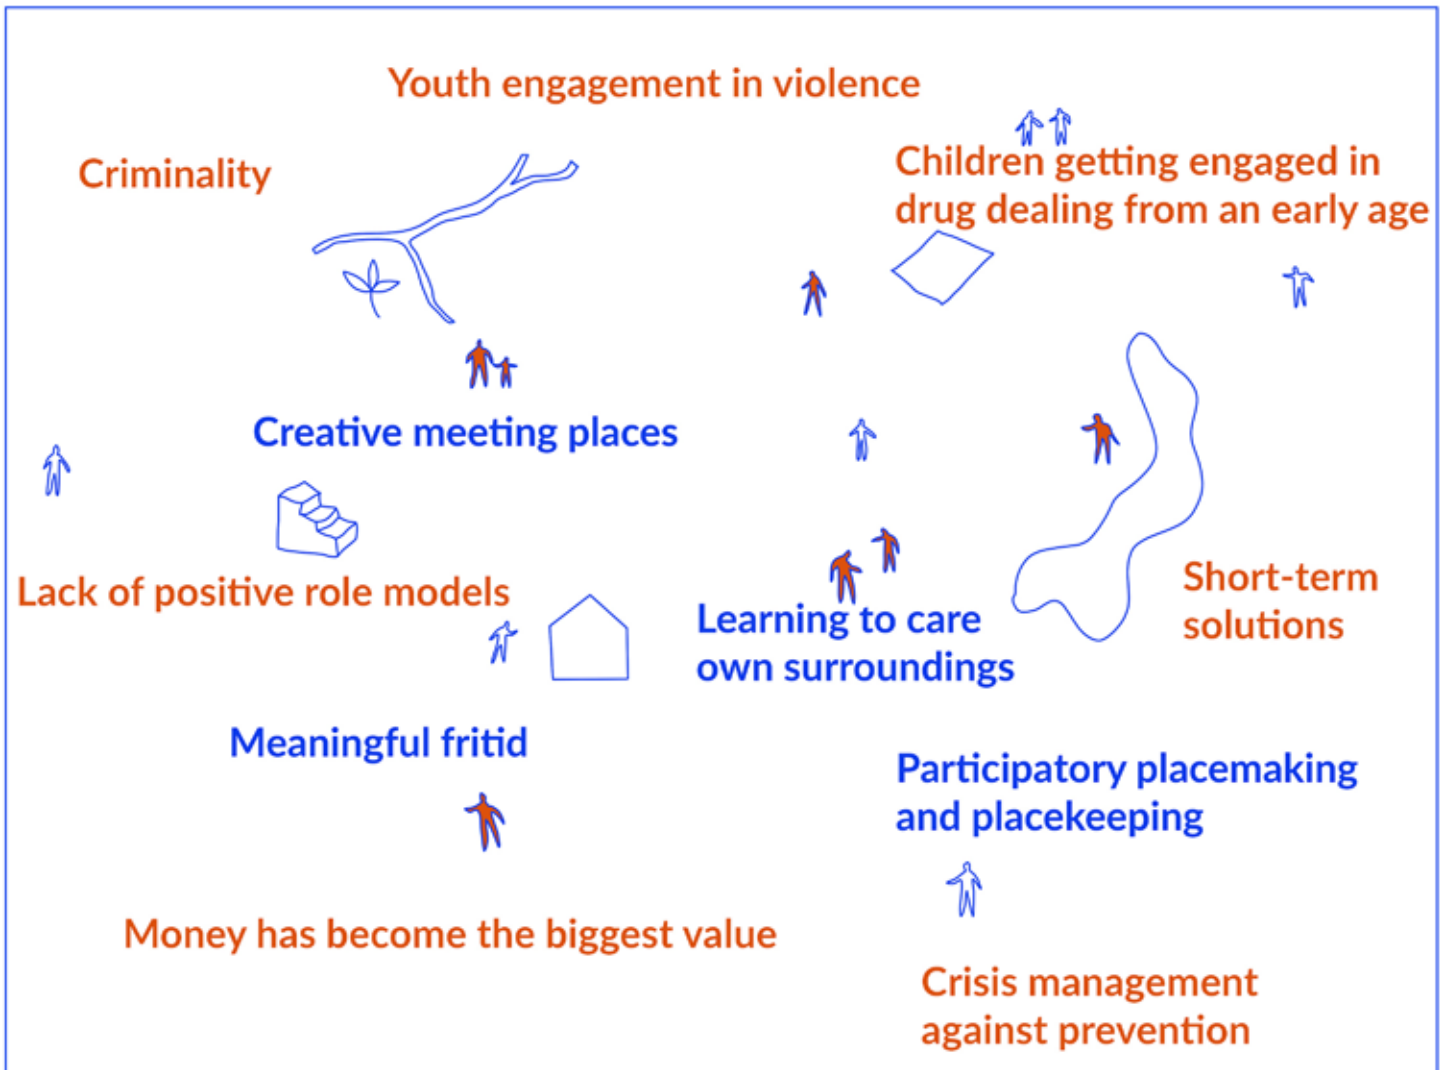 Youth engagement in violence
Criminality
Children getting engaged in
drug dealing from an early age
Creative meeting places
Lack of positive role models
Short-term
solutions
Learning to care
own surroundings
Meaningful fritid
Participatory placemaking
and placekeeping
Money has become the biggest value
Crisis management
against prevention